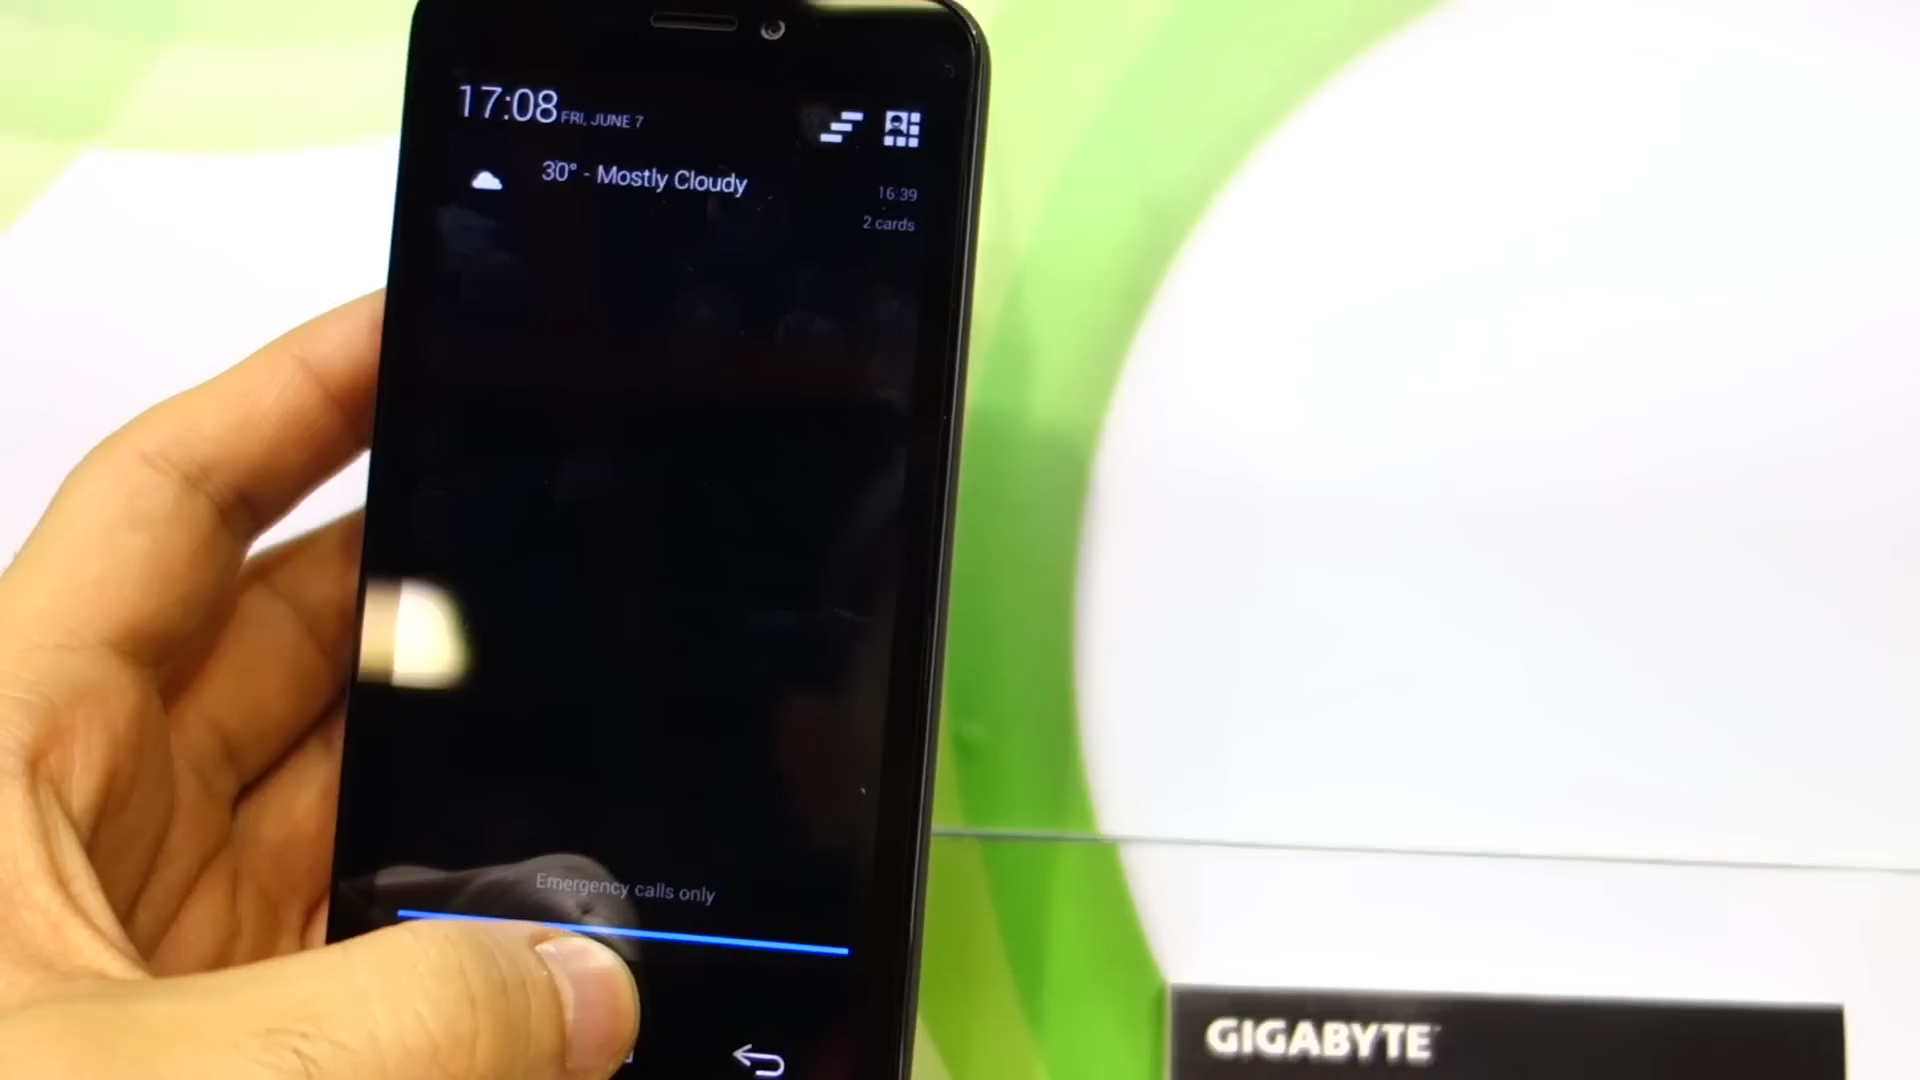 17:08 FRI, JUNE 7
30° - Mostly Cloudy
16:39
2 cards
Emergency calls only
GIGABYTE